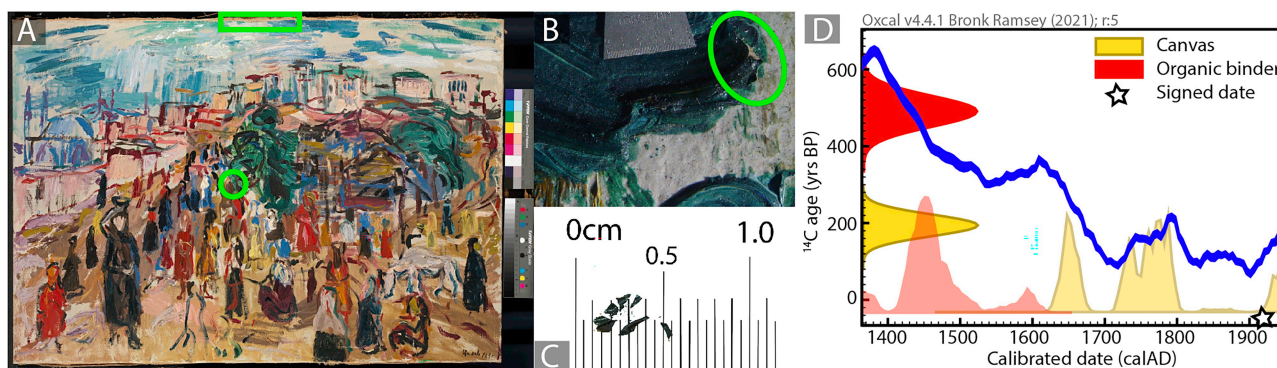 A
B
0cm
0.5
1.0
C
D
Oxcal v4.4.1 Bronk Ramsey (2021); r:5
Canvas
Organic binder
Signed date
¹⁴C age (yrs BP)
600
400
200
0
1400
1500
1600
1700
1800
1900
Calibrated date (calAD)